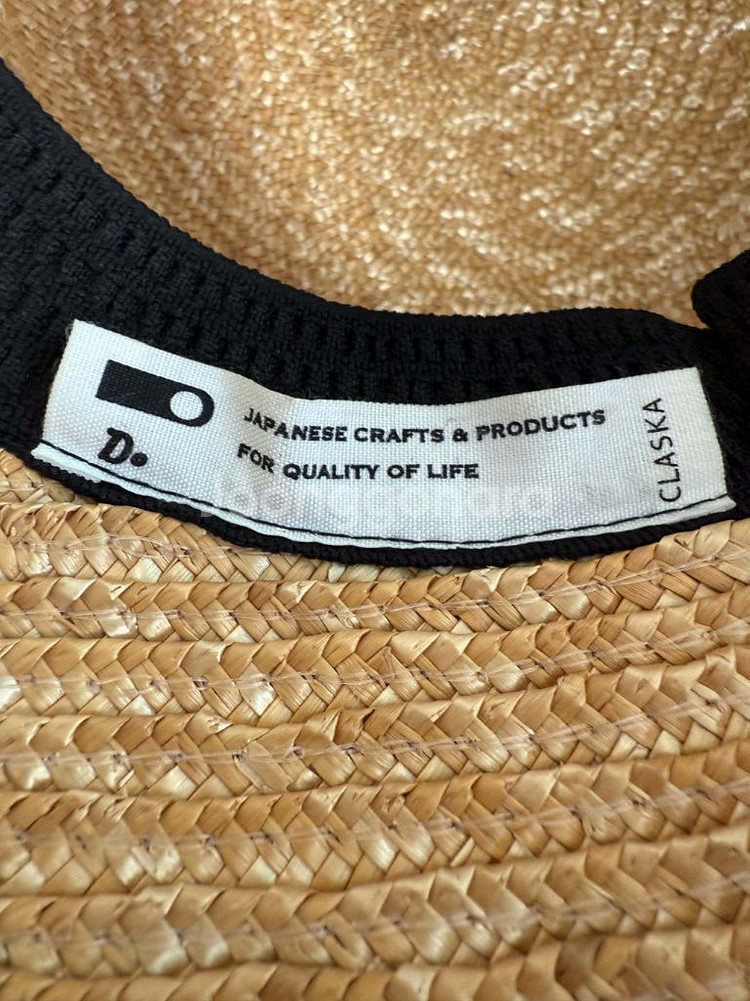 JAPANESE CRAFTS & PRODUCTS
FOR QUALITY OF LIFE
D.
CLASKA